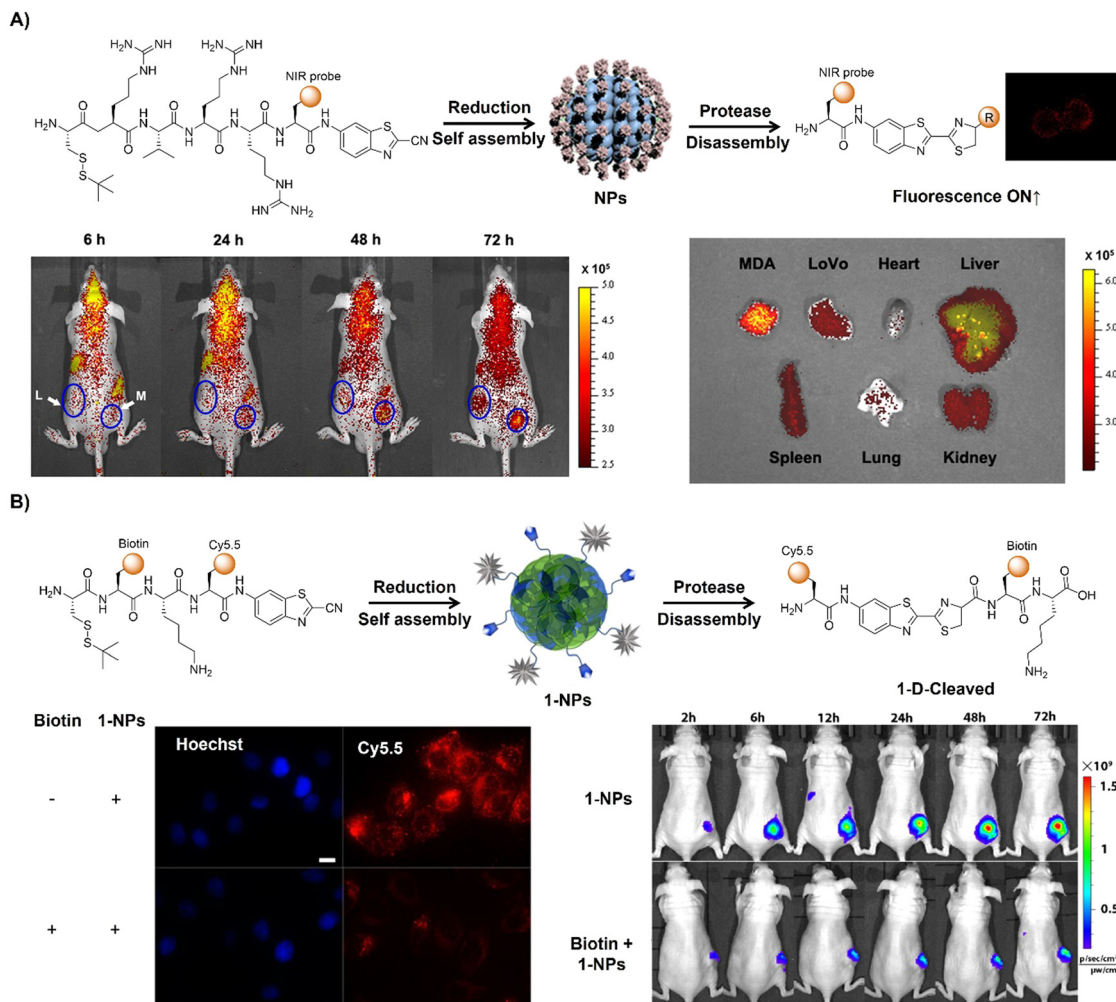 A)
H₂N NH
NH
H₂N NH
NH
NIR probe
O
H₂N
O
H
N
O
N
H
H
N
O
N
H
O
H
N
O
N
H
S
N
CN
S
S
NH
HN NH₂
Reduction
Self assembly
NPs
Protease
Disassembly
NIR probe
O
H₂N
N
H
S
N
N
S
R
Fluorescence ON↑
6 h 24 h 48 h 72 h
x 10⁵
5.0
4.5
4.0
3.5
3.0
2.5
L M
MDA LoVo Heart Liver
Spleen Lung Kidney
x 10⁵
6.0
5.0
4.0
3.0
B)
Biotin
Cy5.5
H₂N
O
N
H
O
H
N
O
N
H
O
H
N
S
N
CN
S
S
NH₂
Reduction
Self assembly
1-NPs
Protease
Disassembly
Cy5.5
Biotin
O
H₂N
N
H
S
N
N
S
O
N
H
O
H
N
O
OH
NH₂
1-D-Cleaved
Biotin 1-NPs
Hoechst Cy5.5
- +
+ +
2h 6h 12h 24h 48h 72h
1-NPs
Biotin +
1-NPs
×10⁹
1.5
1
0.5
p/sec/cm²
μw/cm²